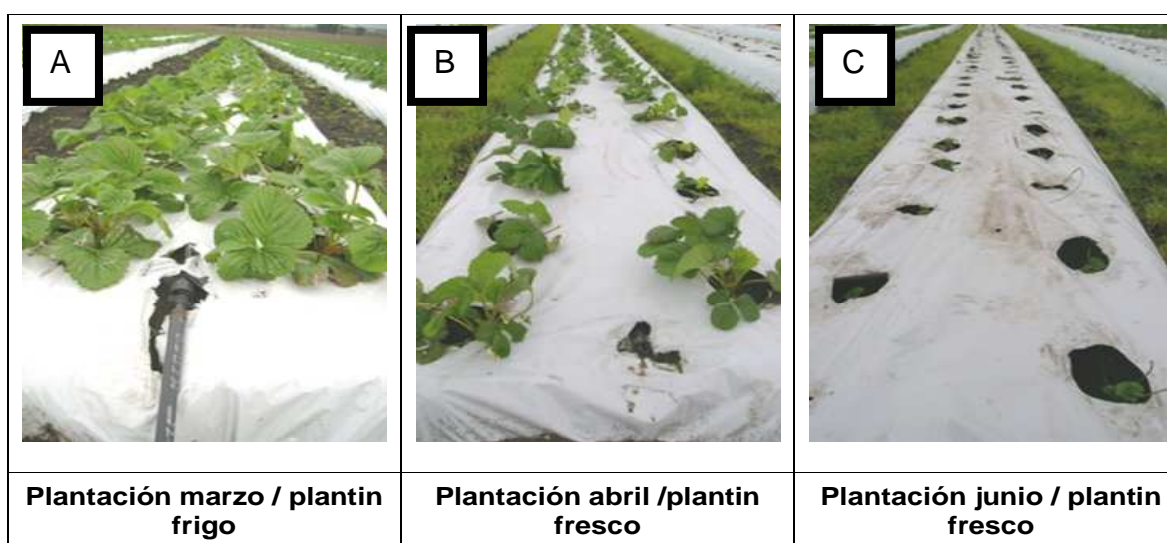 A
B
C
Plantación marzo / plantin
frigo
Plantación abril /plantin
fresco
Plantación junio / plantin
fresco